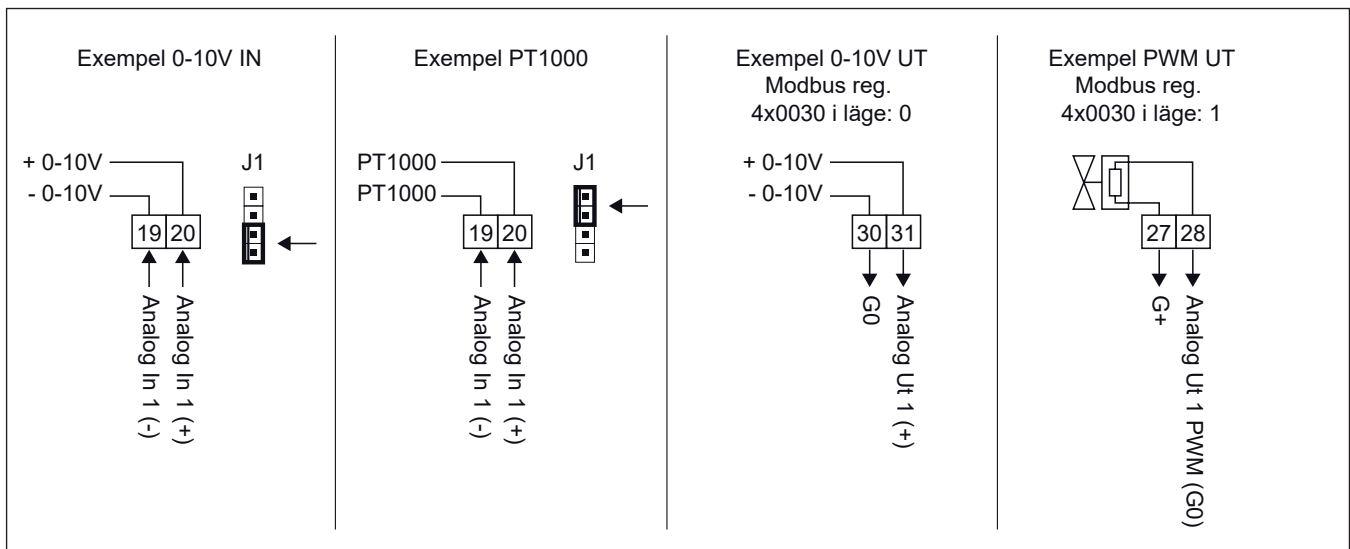 Exempel 0-10V IN
+ 0-10V
- 0-10V
J1
19 20
Analog In 1 (-)
Analog In 1 (+)
Exempel PT1000
PT1000
PT1000
J1
19 20
Analog In 1 (-)
Analog In 1 (+)
Exempel 0-10V UT
Modbus reg.
4x0030 i läge: 0
+ 0-10V
- 0-10V
30 31
G0
Analog Ut 1 (+)
Exempel PWM UT
Modbus reg.
4x0030 i läge: 1
27 28
G+
Analog Ut 1 PWM (G0)